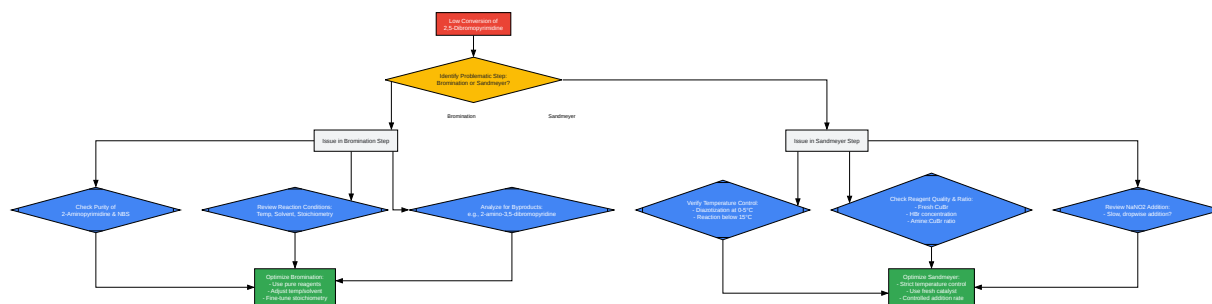 Low Conversion of
2,5-Dibromopyrimidine
Identify Problematic Step:
Bromination or Sandmeyer?
Bromination
Sandmeyer
Issue in Bromination Step
Issue in Sandmeyer Step
Check Purity of
2-Aminopyrimidine & NBS
Review Reaction Conditions:
Temp, Solvent, Stoichiometry
Analyze for Byproducts
e.g., 2-amino-3,5-dibromopyridine
Verify Temperature Control:
- Diazotization at 0-5°C
- Reaction below 15°C
Check Reagent Quality & Ratio:
- Fresh CuBr
- HBr concentration
- Amine:CuBr ratio
Review NaNO2 Addition:
- Slow, dropwise addition?
Optimize Bromination:
- Use pure reagents
- Adjust temp/solvent
- Fine-tune stoichiometry
Optimize Sandmeyer:
- Strict temperature control
- Use fresh catalyst
- Controlled addition rate